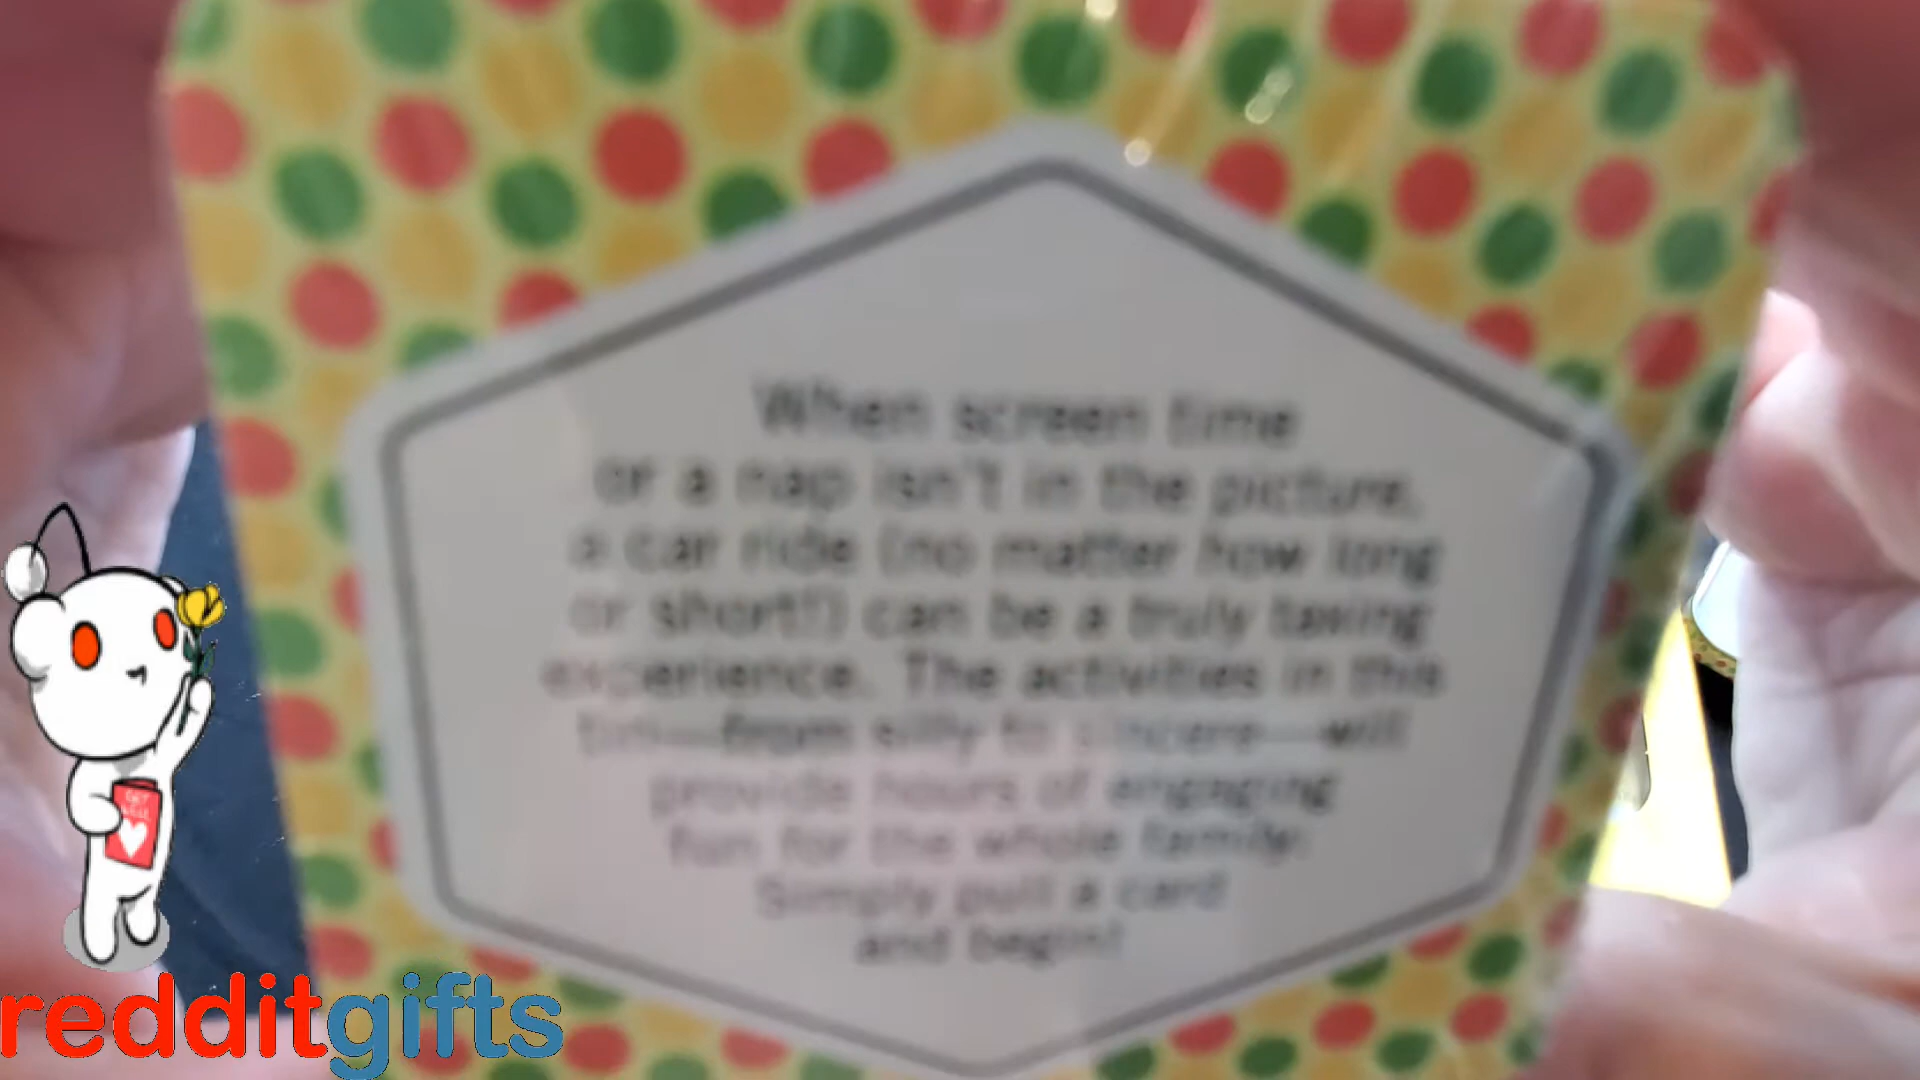 When screen time
or a nap isn't in the picture,
a car ride (no matter how long
or short!) can be a truly taxing
experience. The activities in this
tin—from silly to sincere—will
provide hours of engaging
fun for the whole family.
Simply pull a card
and begin!
redditgifts